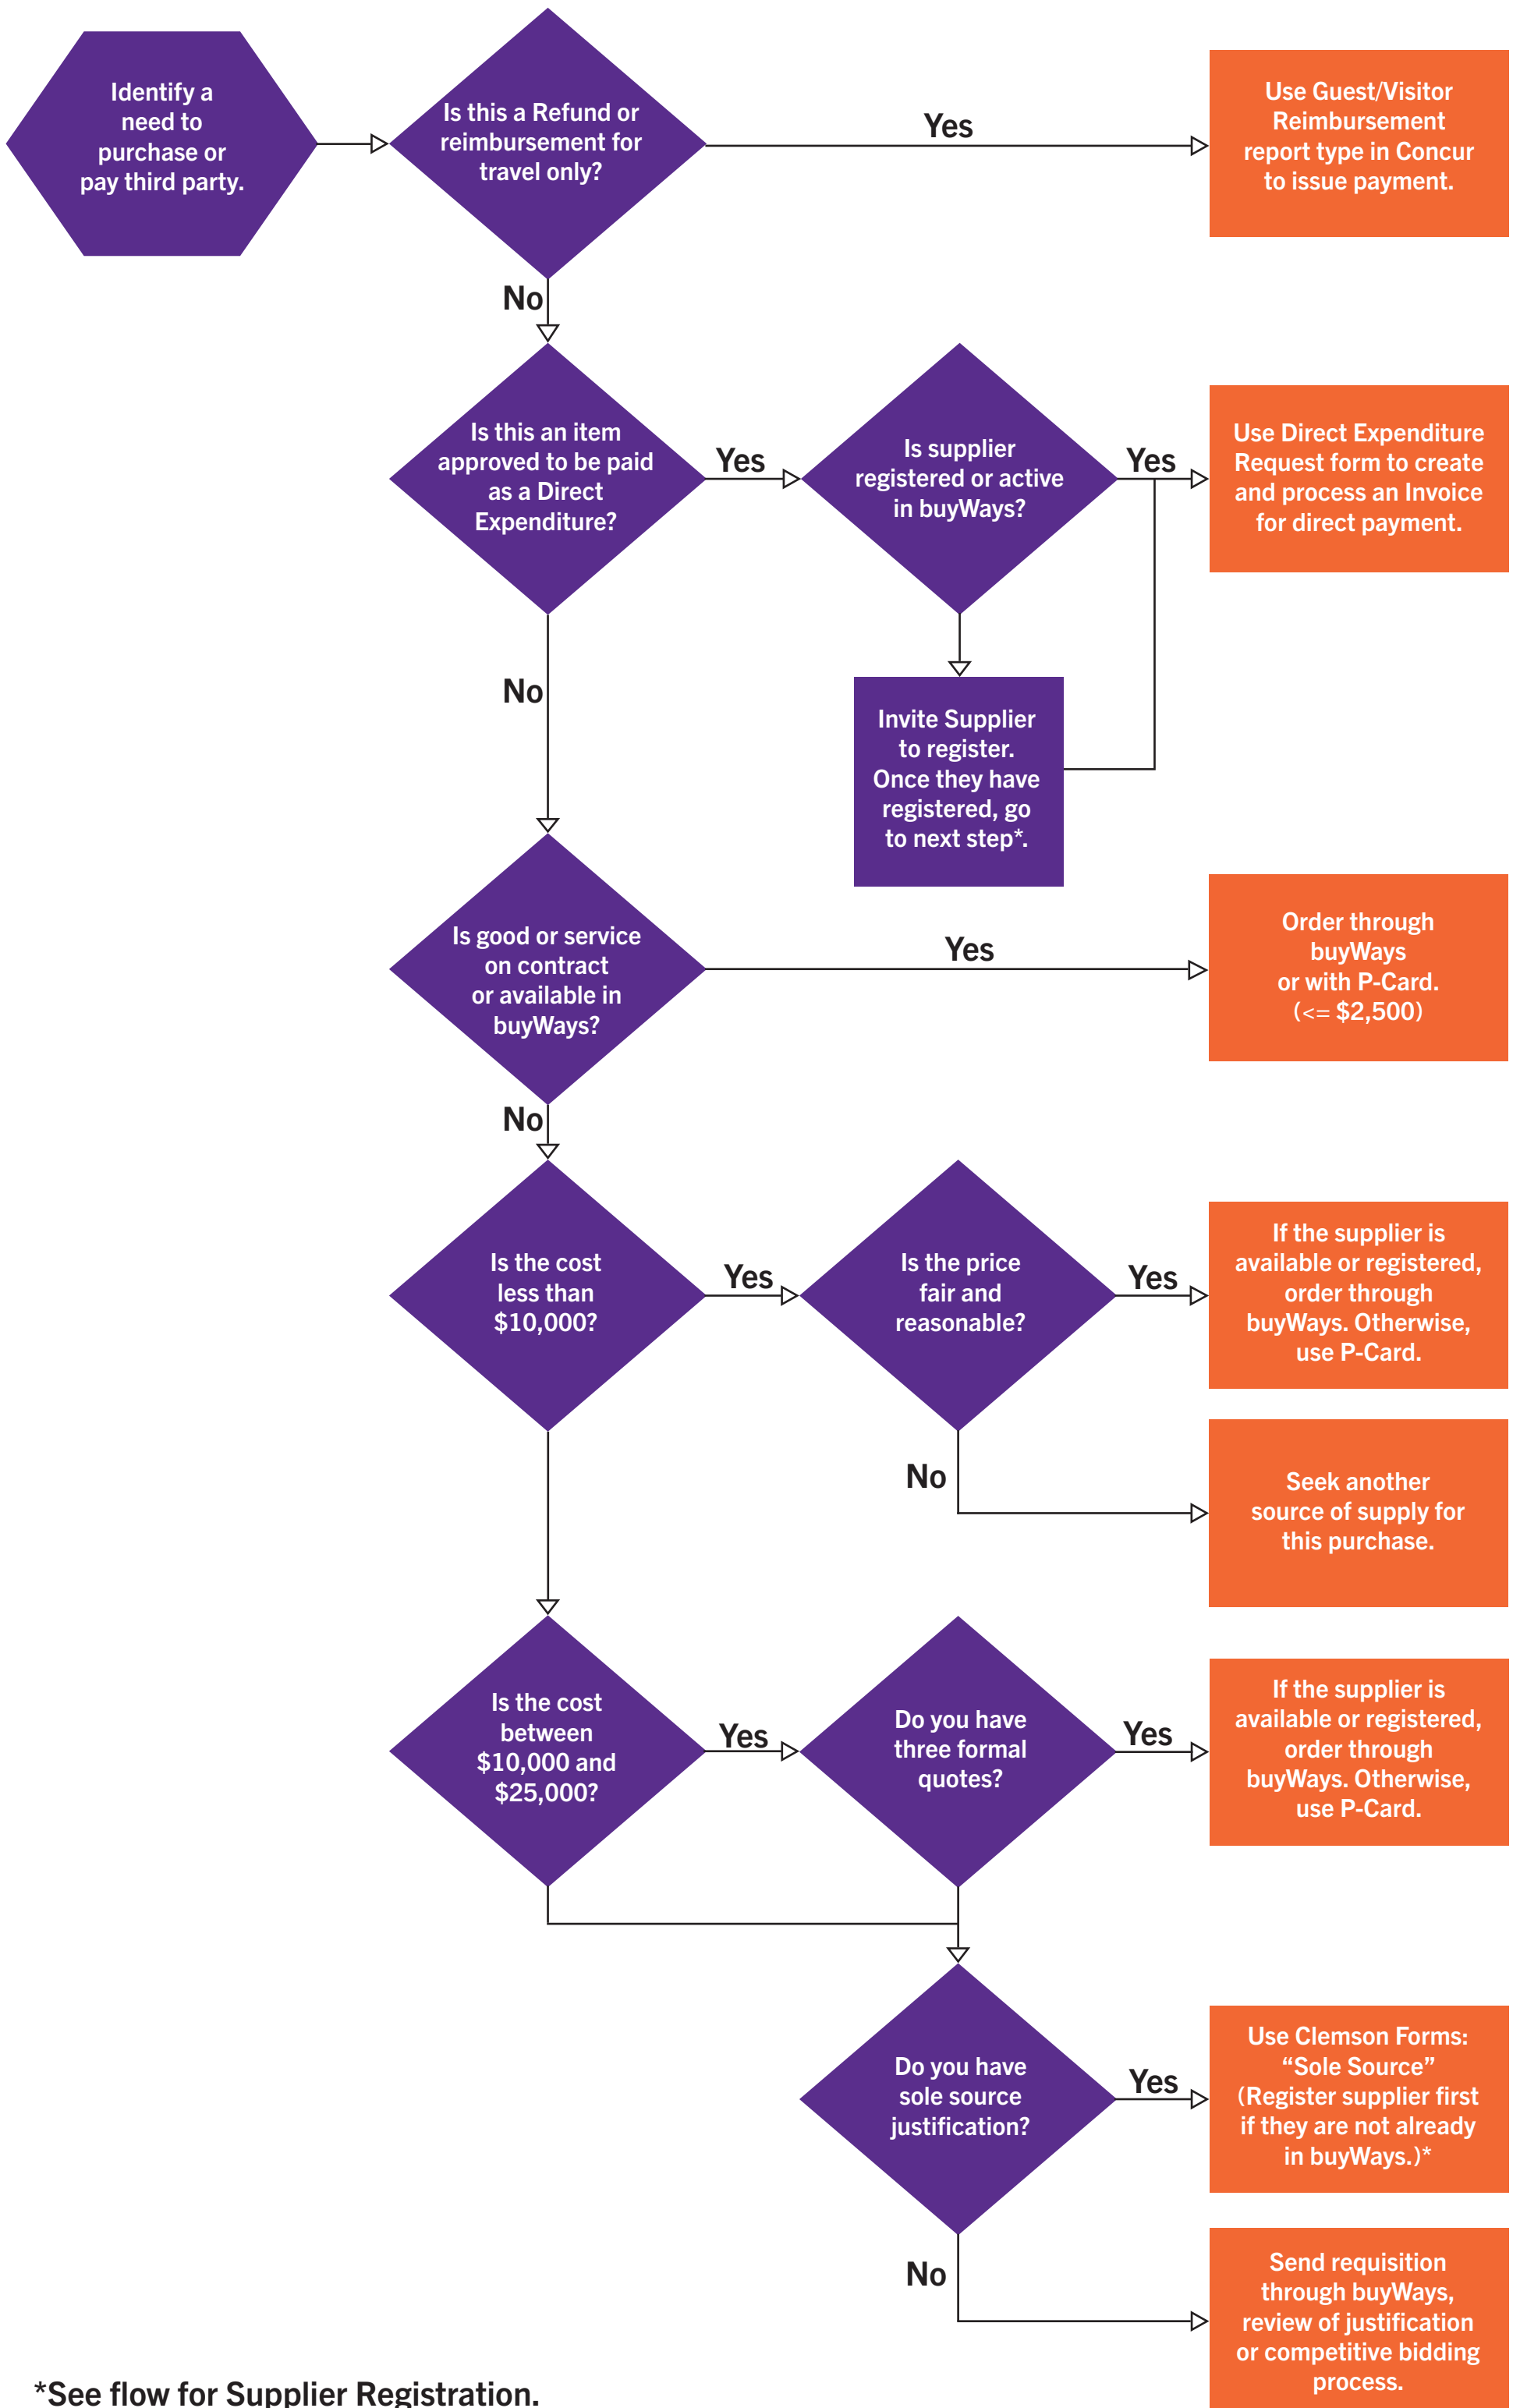 Identify a
need to
purchase or
pay third party.
Is this a Refund or
reimbursement for
travel only?
Yes
Use Guest/Visitor
Reimbursement
report type in Concur
to issue payment.
No
Is this an item
approved to be paid
as a Direct
Expenditure?
Yes
Is supplier
registered or active
in buyWays?
Yes
Use Direct Expenditure
Request form to create
and process an Invoice
for direct payment.
No
Invite Supplier
to register.
Once they have
registered, go
to next step*.
Is good or service
on contract
or available in
buyWays?
Yes
Order through
buyWays
or with P-Card.
(<= $2,500)
No
Is the cost
less than
$10,000?
Yes
Is the price
fair and
reasonable?
Yes
If the supplier is
available or registered,
order through
buyWays. Otherwise,
use P-Card.
No
Seek another
source of supply for
this purchase.
Is the cost
between
$10,000 and
$25,000?
Yes
Do you have
three formal
quotes?
Yes
If the supplier is
available or registered,
order through
buyWays. Otherwise,
use P-Card.
Do you have
sole source
justification?
Yes
Use Clemson Forms:
“Sole Source”
(Register supplier first
if they are not already
in buyWays.)*
No
Send requisition
through buyWays,
review of justification
or competitive bidding
process.
*See flow for Supplier Registration.